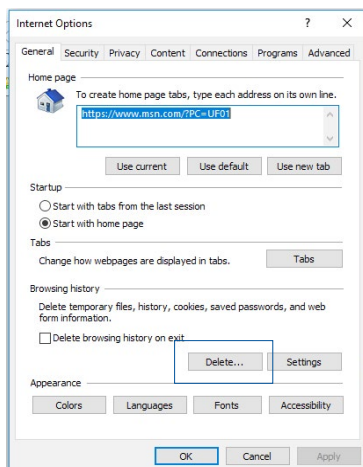 Internet Options ? X
General Security Privacy Content Connections Programs Advanced
Home page
To create home page tabs, type each address on its own line.
https://www.msn.com/?PC=UF01
Use current Use default Use new tab
Startup
Start with tabs from the last session
Start with home page
Tabs
Change how webpages are displayed in tabs. Tabs
Browsing history
Delete temporary files, history, cookies, saved passwords, and web
form information.
Delete browsing history on exit
Delete... Settings
Appearance
Colors Languages Fonts Accessibility
OK Cancel Apply